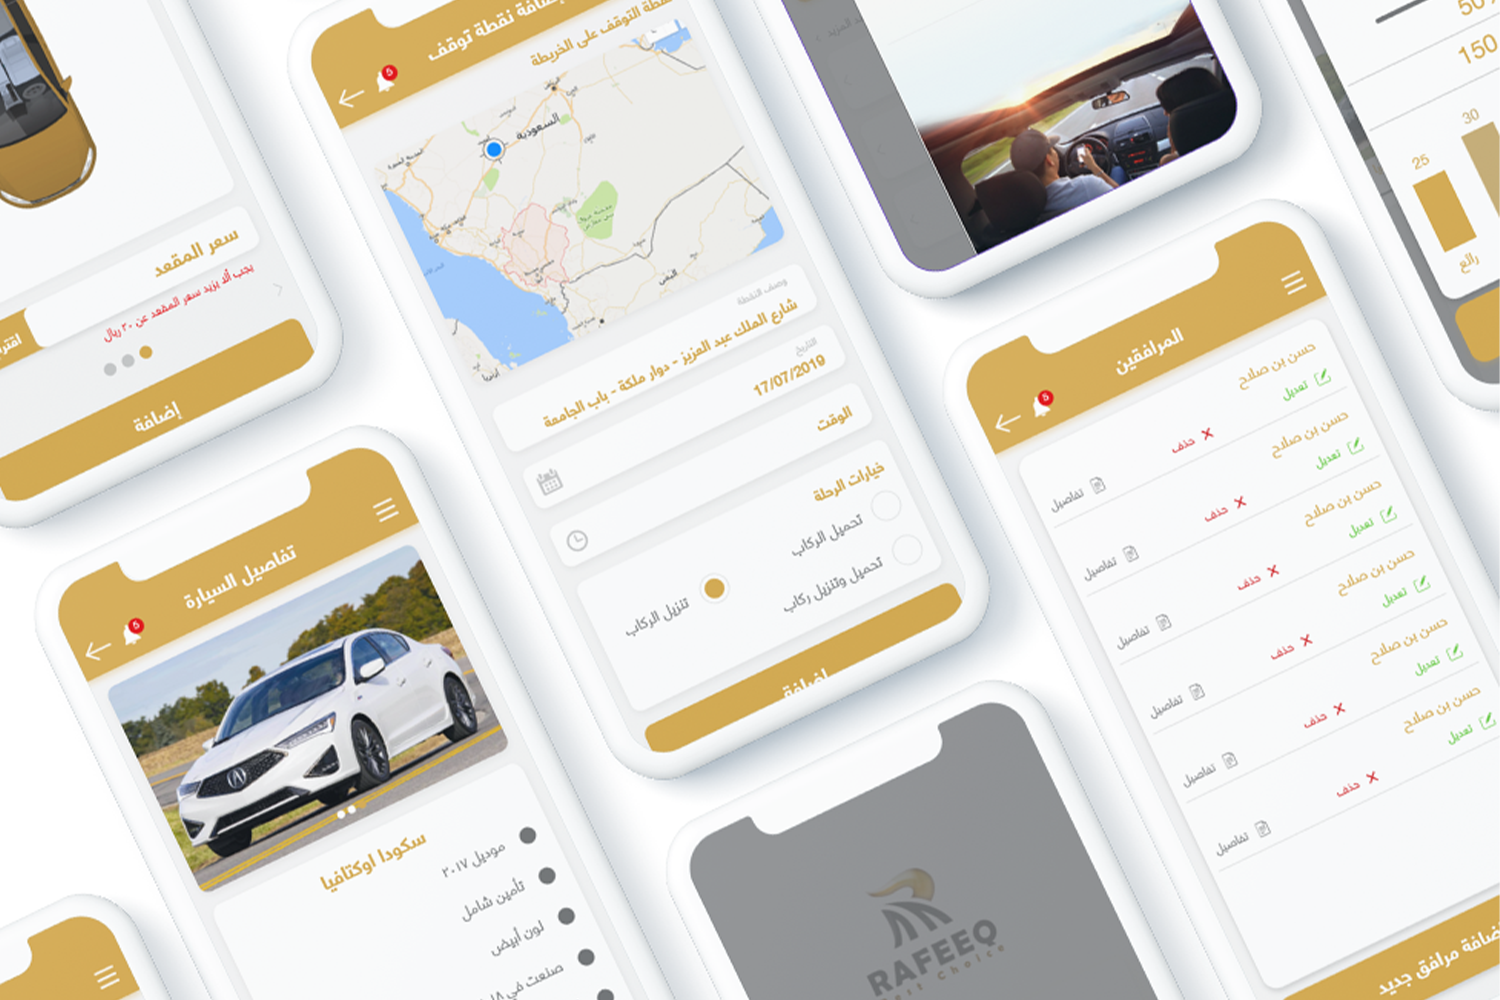 سعر المقعد
يجب ألا يزيد سعر المقعد عن ٢٠ ريال
إضافة
إضافة نقطة توقف
5
نقطة التوقف على الخريطة
السعودية
اليمن
إرتريا
وصف النقطة
شارع الملك عبد العزيز - دوار ملكة - باب الجامعة
التاريخ
17/07/2019
الوقت
خيارات الرحلة
تحميل الركاب
تنزيل الركاب
تحميل وتنزيل ركاب
إضافة
تفاصيل السيارة
5
سكودا اوكتافيا
موديل ٢٠١٧
تأمين شامل
لون أبيض
صنعت في
RAFEEQ
Best Choice
150
30
25
رائع
المرافقين
5
حسن بن صلاح
تعديل
حذف
تفاصيل
حسن بن صلاح
تعديل
حذف
تفاصيل
حسن بن صلاح
تعديل
حذف
تفاصيل
حسن بن صلاح
تعديل
حذف
تفاصيل
حسن بن صلاح
تعديل
حذف
تفاصيل
حسن بن صلاح
تعديل
حذف
تفاصيل
إضافة مرافق جديد